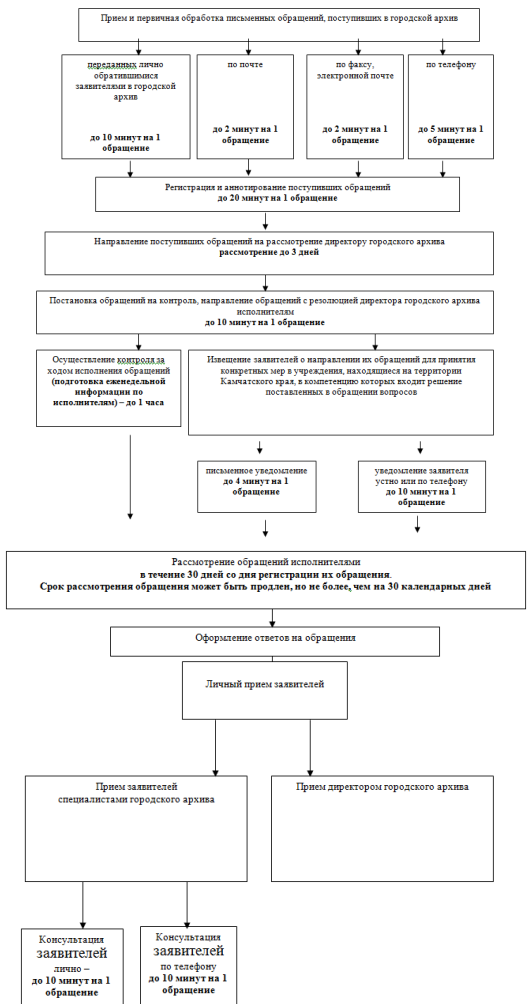 Прием и первичная обработка письменных обращений, поступивших в городской архив
переданных лично
обратившимися
заявителями в городской
архив
до 10 минут на 1
обращение
по почте
до 2 минут на 1
обращение
по факсу,
электронной почте
до 2 минут на 1
обращение
по телефону
до 5 минут на 1
обращение
Регистрация и аннотирование поступивших обращений
до 20 минут на 1 обращение
Направление поступивших обращений на рассмотрение директору городского архива
рассмотрение до 3 дней
Постановка обращений на контроль, направление обращений с резолюцией директора городского архива
исполнителям
до 10 минут на 1 обращение
Осуществление контроля за
ходом исполнения обращений
(подготовка еженедельной
информации по
исполнителям) – до 1 часа
Извещение заявителей о направлении их обращений для принятия
конкретных мер в учреждения, находящиеся на территории
Камчатского края, в компетенцию которых входит решение
поставленных в обращении вопросов
письменное уведомление
до 4 минут на 1
обращение
уведомление заявителя
устно или по телефону
до 10 минут на 1
обращение
Рассмотрение обращений исполнителями
в течение 30 дней со дня регистрации их обращения.
Срок рассмотрения обращения может быть продлен, но не более, чем на 30 календарных дней
Оформление ответов на обращения
Личный прием заявителей
Прием заявителей
специалистами городского архива
Прием директором городского архива
Консультация
заявителей
лично –
до 10 минут на 1
обращение
Консультация
заявителей
по телефону
до 10 минут на 1
обращение